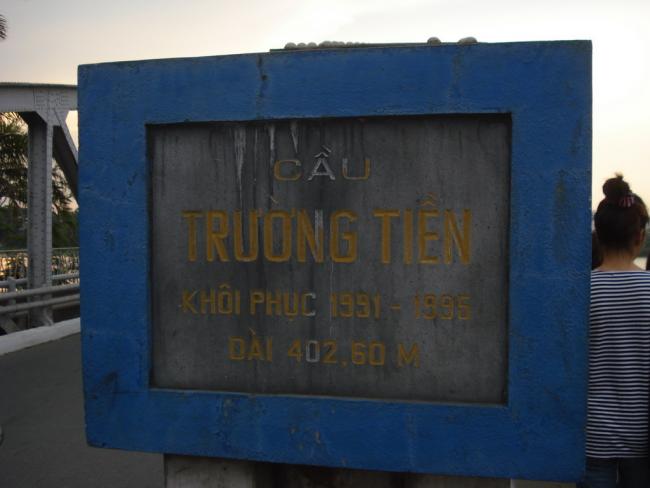 CẦU
TRƯỜNG TIỀN
KHÔI PHỤC 1991 - 1995
DÀI 402,60 M